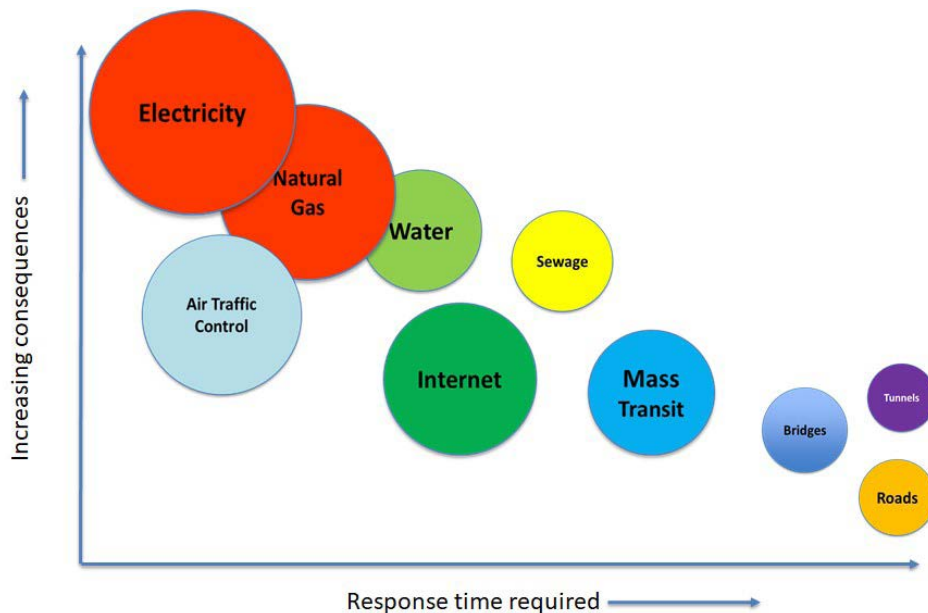 Electricity
Natural
Gas
Water
Sewage
Air Traffic
Control
Internet
Mass
Transit
Tunnels
Bridges
Roads
Increasing consequences
Response time required